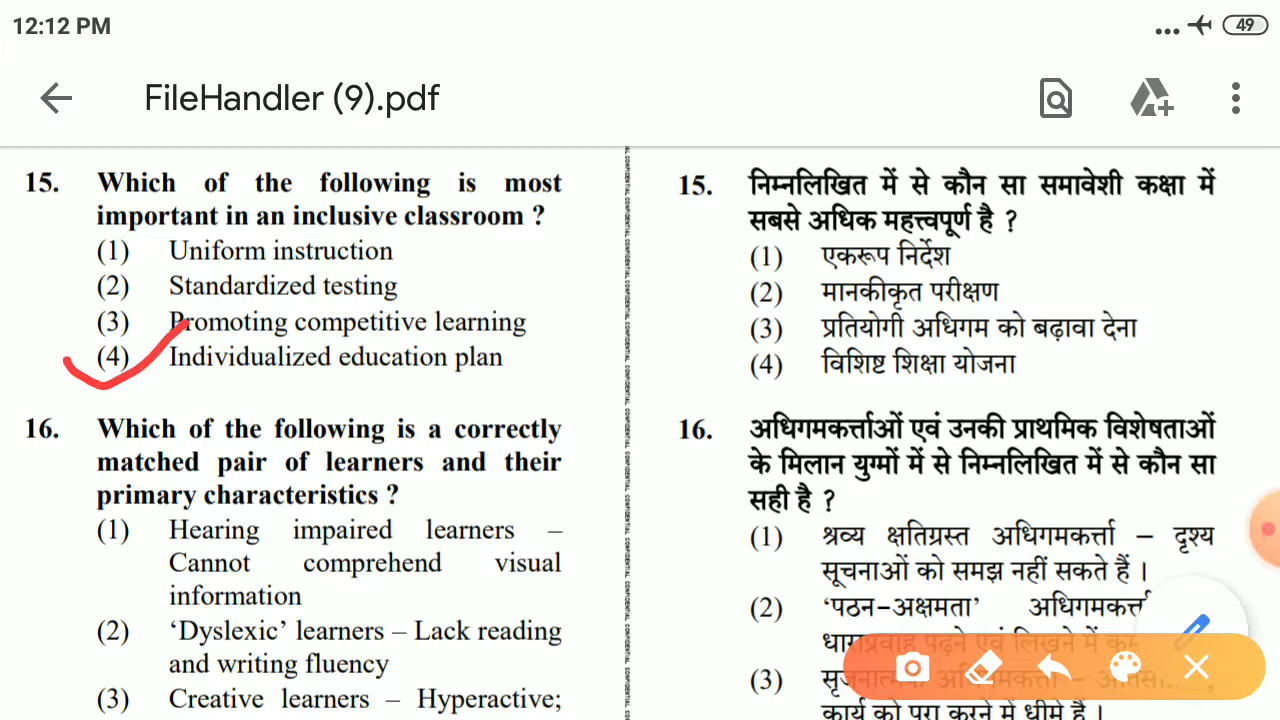 12:12 PM
49
FileHandler (9).pdf
15. Which of the following is most
important in an inclusive classroom ?
(1) Uniform instruction
(2) Standardized testing
(3) Promoting competitive learning
(4) Individualized education plan
16. Which of the following is a correctly
matched pair of learners and their
primary characteristics ?
(1) Hearing impaired learners –
Cannot comprehend visual
information
(2) ‘Dyslexic’ learners – Lack reading
and writing fluency
(3) Creative learners – Hyperactive;
15. निम्नलिखित में से कौन सा समावेशी कक्षा में
सबसे अधिक महत्त्वपूर्ण है ?
(1) एकरूप निर्देश
(2) मानकीकृत परीक्षण
(3) प्रतियोगी अधिगम को बढ़ावा देना
(4) विशिष्ट शिक्षा योजना
16. अधिगमकर्त्ताओं एवं उनकी प्राथमिक विशेषताओं
के मिलान युग्मों में से निम्नलिखित में से कौन सा
सही है ?
(1) श्रव्य क्षतिग्रस्त अधिगमकर्त्ता – दृश्य
सूचनाओं को समझ नहीं सकते हैं ।
(2) ‘पठन-अक्षमता’
धाराप्रवाह पढ़ने एवं लिखने में
(3)
कार्य को पूरा करने में धीमे हैं ।